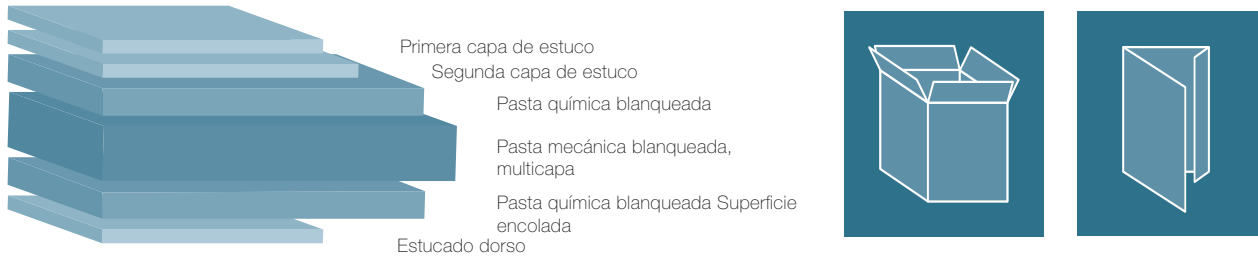 Primera capa de estuco
Segunda capa de estuco
Pasta química blanqueada
Pasta mecánica blanqueada,
multicapa
Pasta química blanqueada Superficie
encolada
Estucado dorso